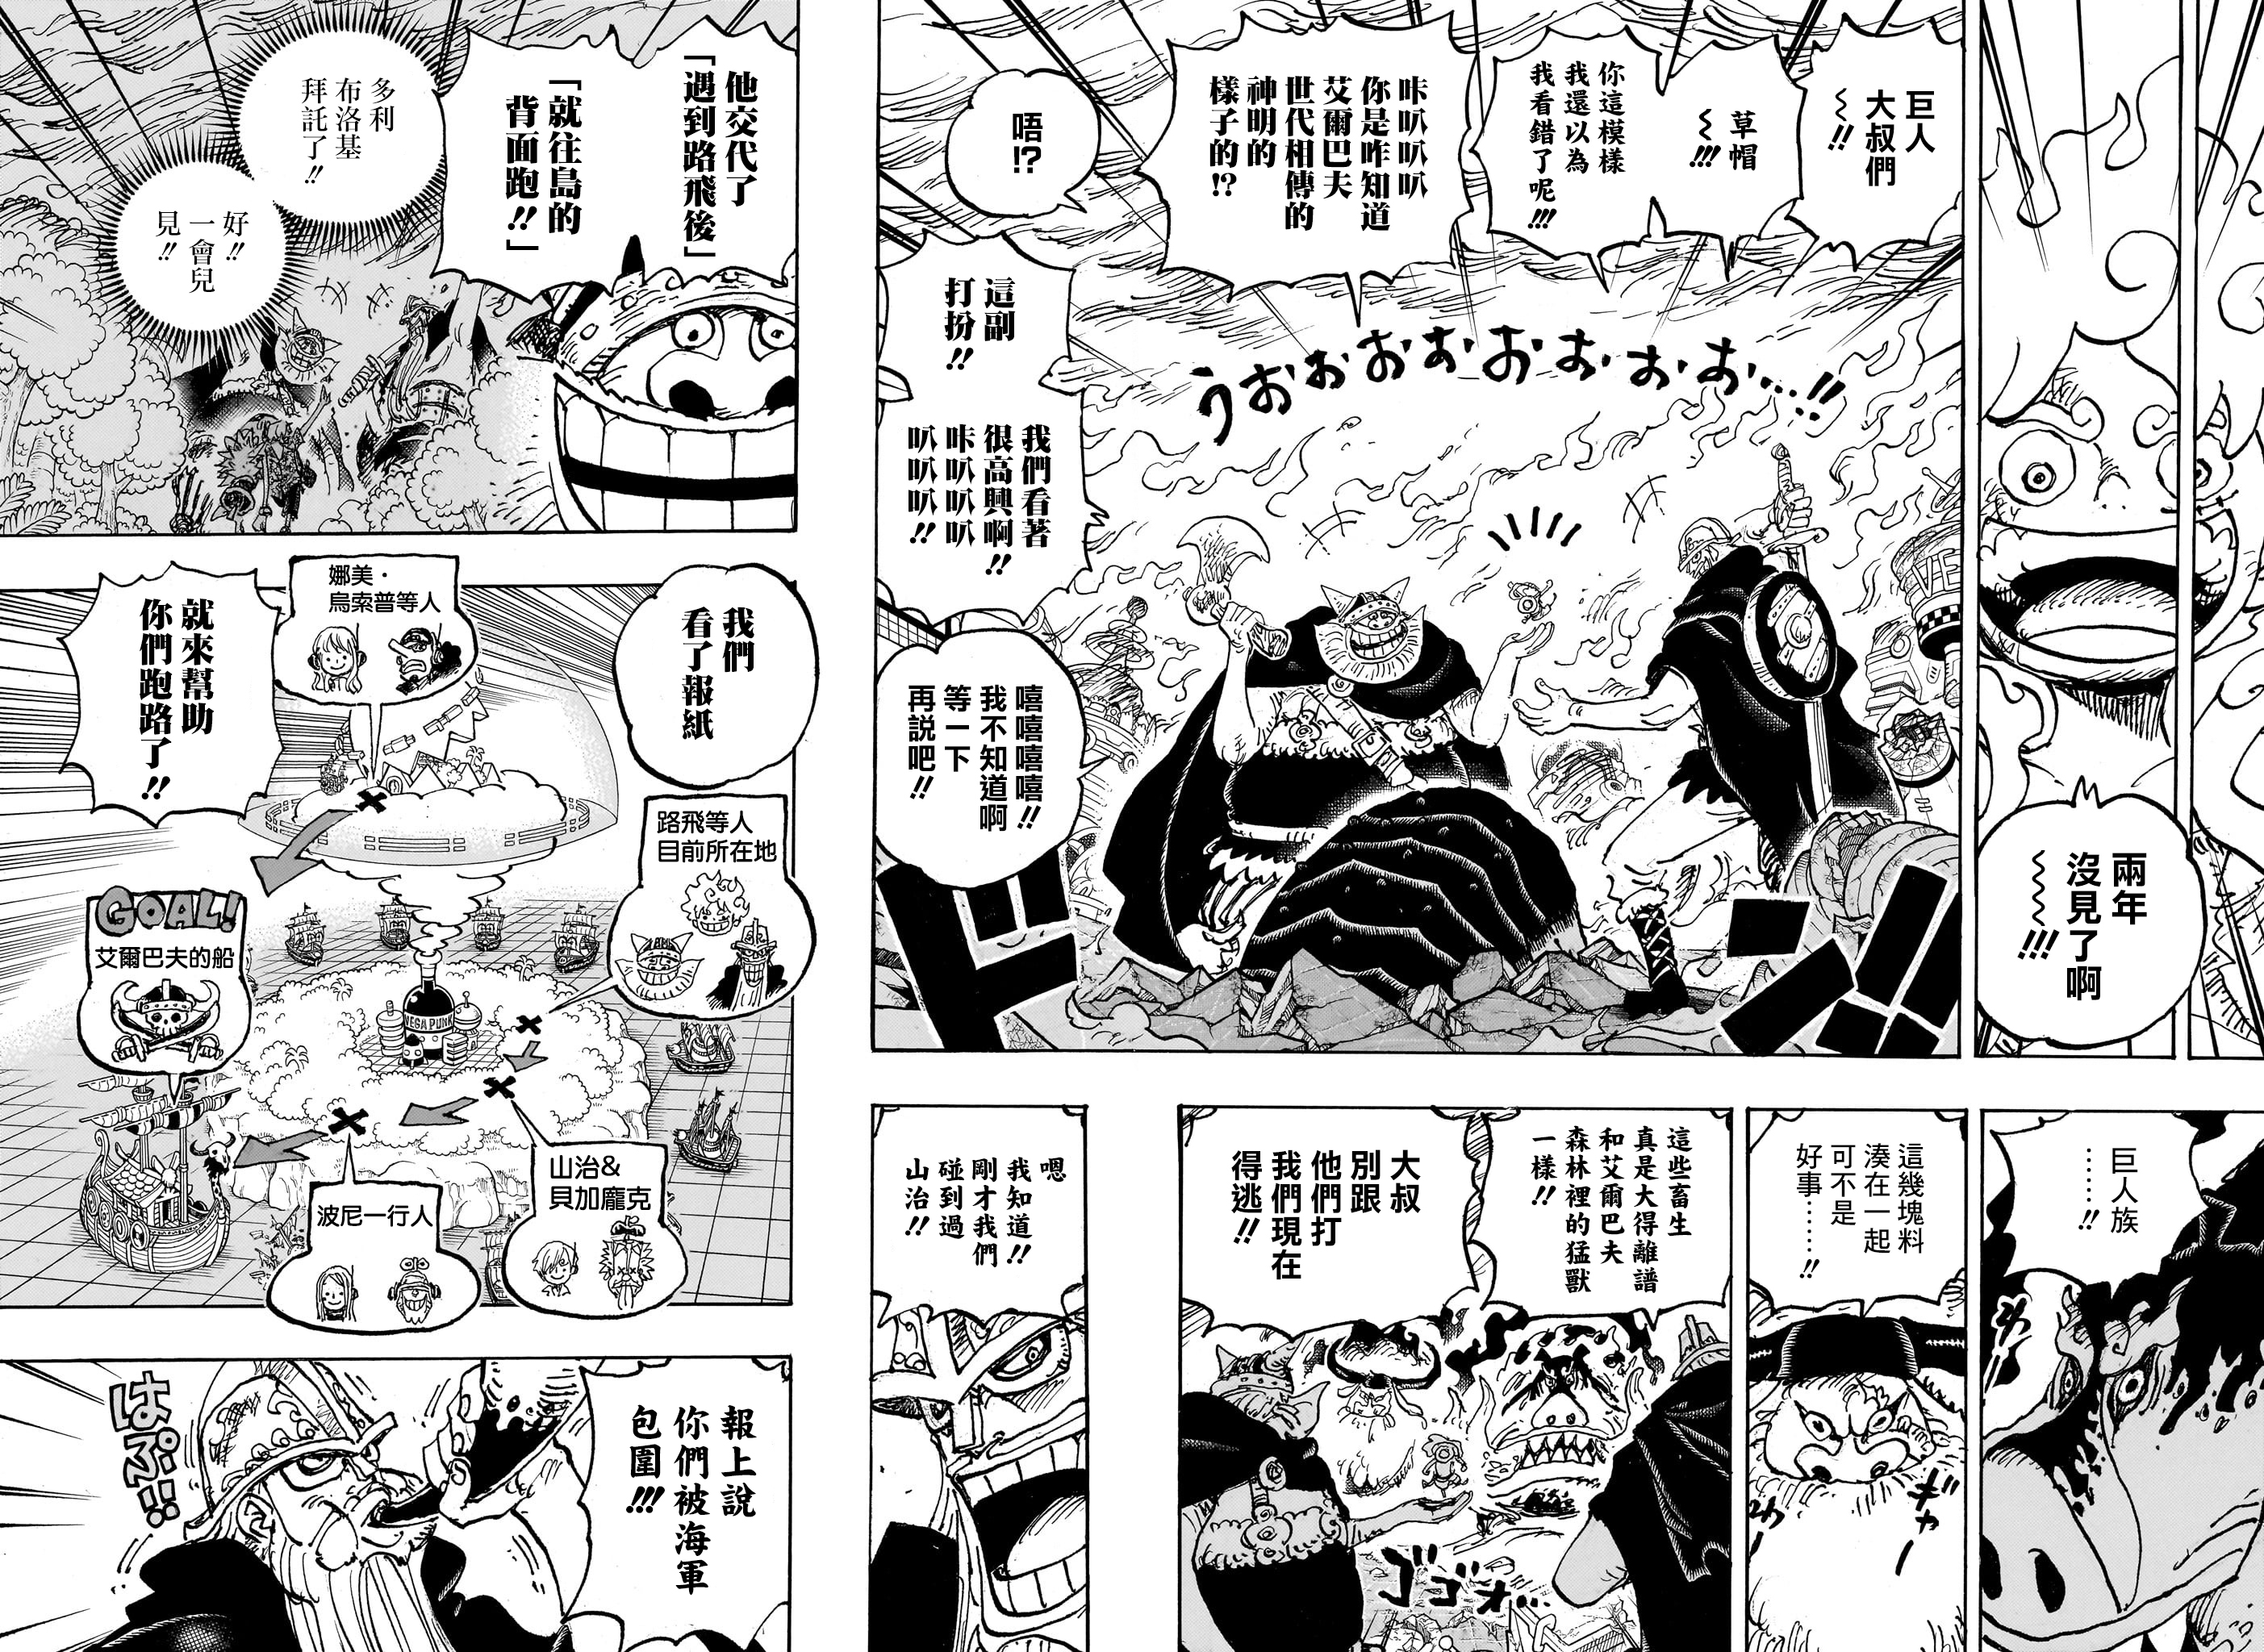 兩年
沒見了啊
～～!!!
巨人
大叔們
～!!
草帽
～!!!
你這模樣
我還以為
我看錯了呢!!!
咔叭叭叭
你是咋知道
艾爾巴夫
世代相傳的
神明的
樣子的!?
唔!?
うおおおおおおおお…!!
這副
打扮!!
我們看著
很高興啊!!
咔叭叭叭
叭叭叭!!
嘻嘻嘻嘻!!
我不知道啊
等一下
再說吧!!
ドン!!
巨人族
……!!
這幾塊料
湊在一起
可不是
好事……!!
這些畜生
真是大得離譜
和艾爾巴夫
森林裡的猛獸
一樣!!
大叔
別跟
他們打
我們現在
得逃!!
ゴゴォ…
嗯
我知道!!
剛才我們
碰到過
山治!!
他交代了
「遇到路飛後」
「就往島的
背面跑!!」
多利
布洛基
拜託了!!
好!!
一會兒
見!!
我們
看了報紙
就來幫助
你們跑路了!!
娜美·
烏索普等人
路飛等人
目前所在地
GOAL!
艾爾巴夫的船
VEGAPUNK
山治&
貝加龐克
波尼一行人
報上說
你們被海軍
包圍!!!
はぷ!!